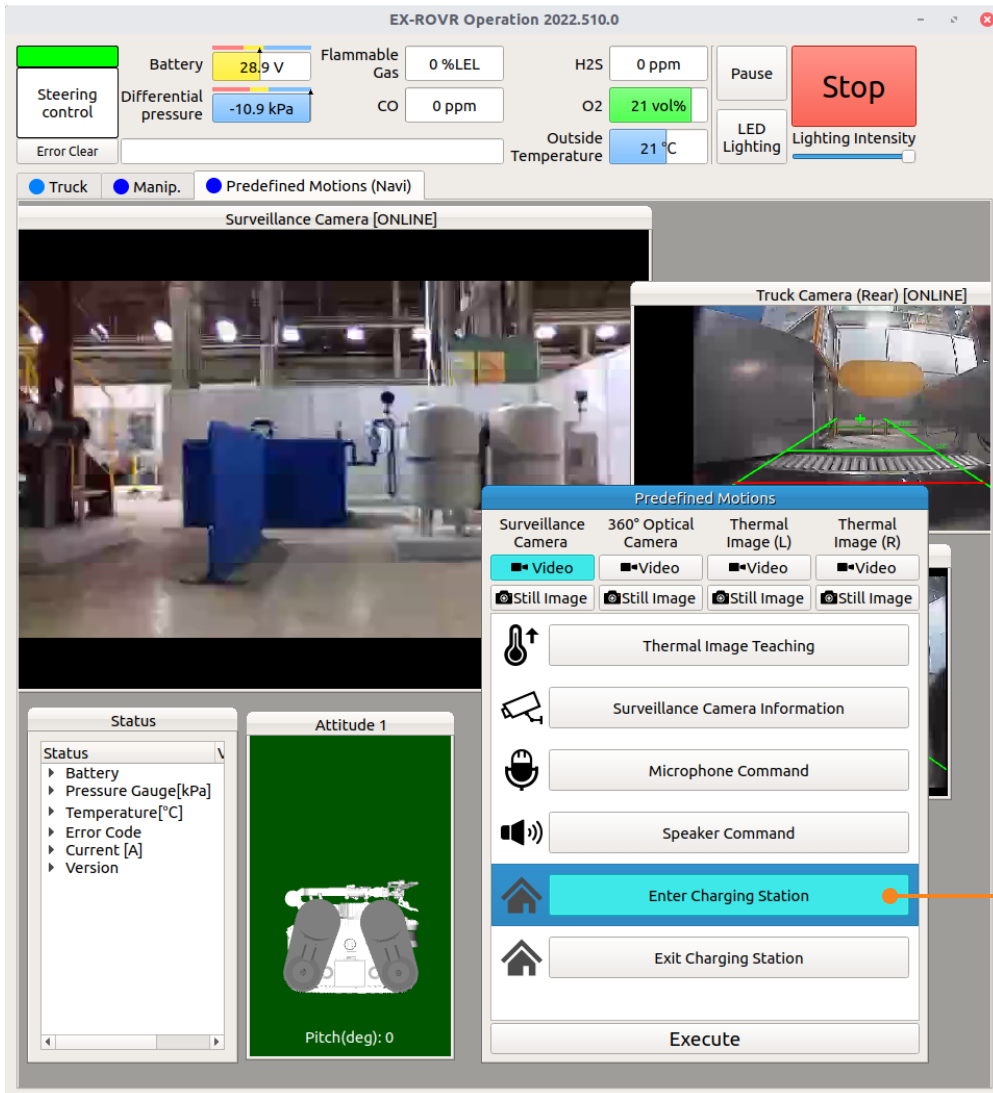 EX-ROVR Operation 2022.510.0
Steering
control
Error Clear
Battery
28.9 V
Differential
pressure
-10.9 kPa
Flammable
Gas
0 %LEL
CO
0 ppm
H2S
0 ppm
O2
21 vol%
Outside
Temperature
21 °C
Pause
LED
Lighting
Stop
Lighting Intensity
Truck
Manip.
Predefined Motions (Navi)
Surveillance Camera [ONLINE]
Truck Camera (Rear) [ONLINE]
Predefined Motions
Surveillance
Camera
360° Optical
Camera
Thermal
Image (L)
Thermal
Image (R)
Video
Video
Video
Video
Still Image
Still Image
Still Image
Still Image
Thermal Image Teaching
Surveillance Camera Information
Microphone Command
Speaker Command
Enter Charging Station
Exit Charging Station
Execute
Status
Status
V
Battery
Pressure Gauge[kPa]
Temperature[°C]
Error Code
Current [A]
Version
Attitude 1
Pitch(deg): 0